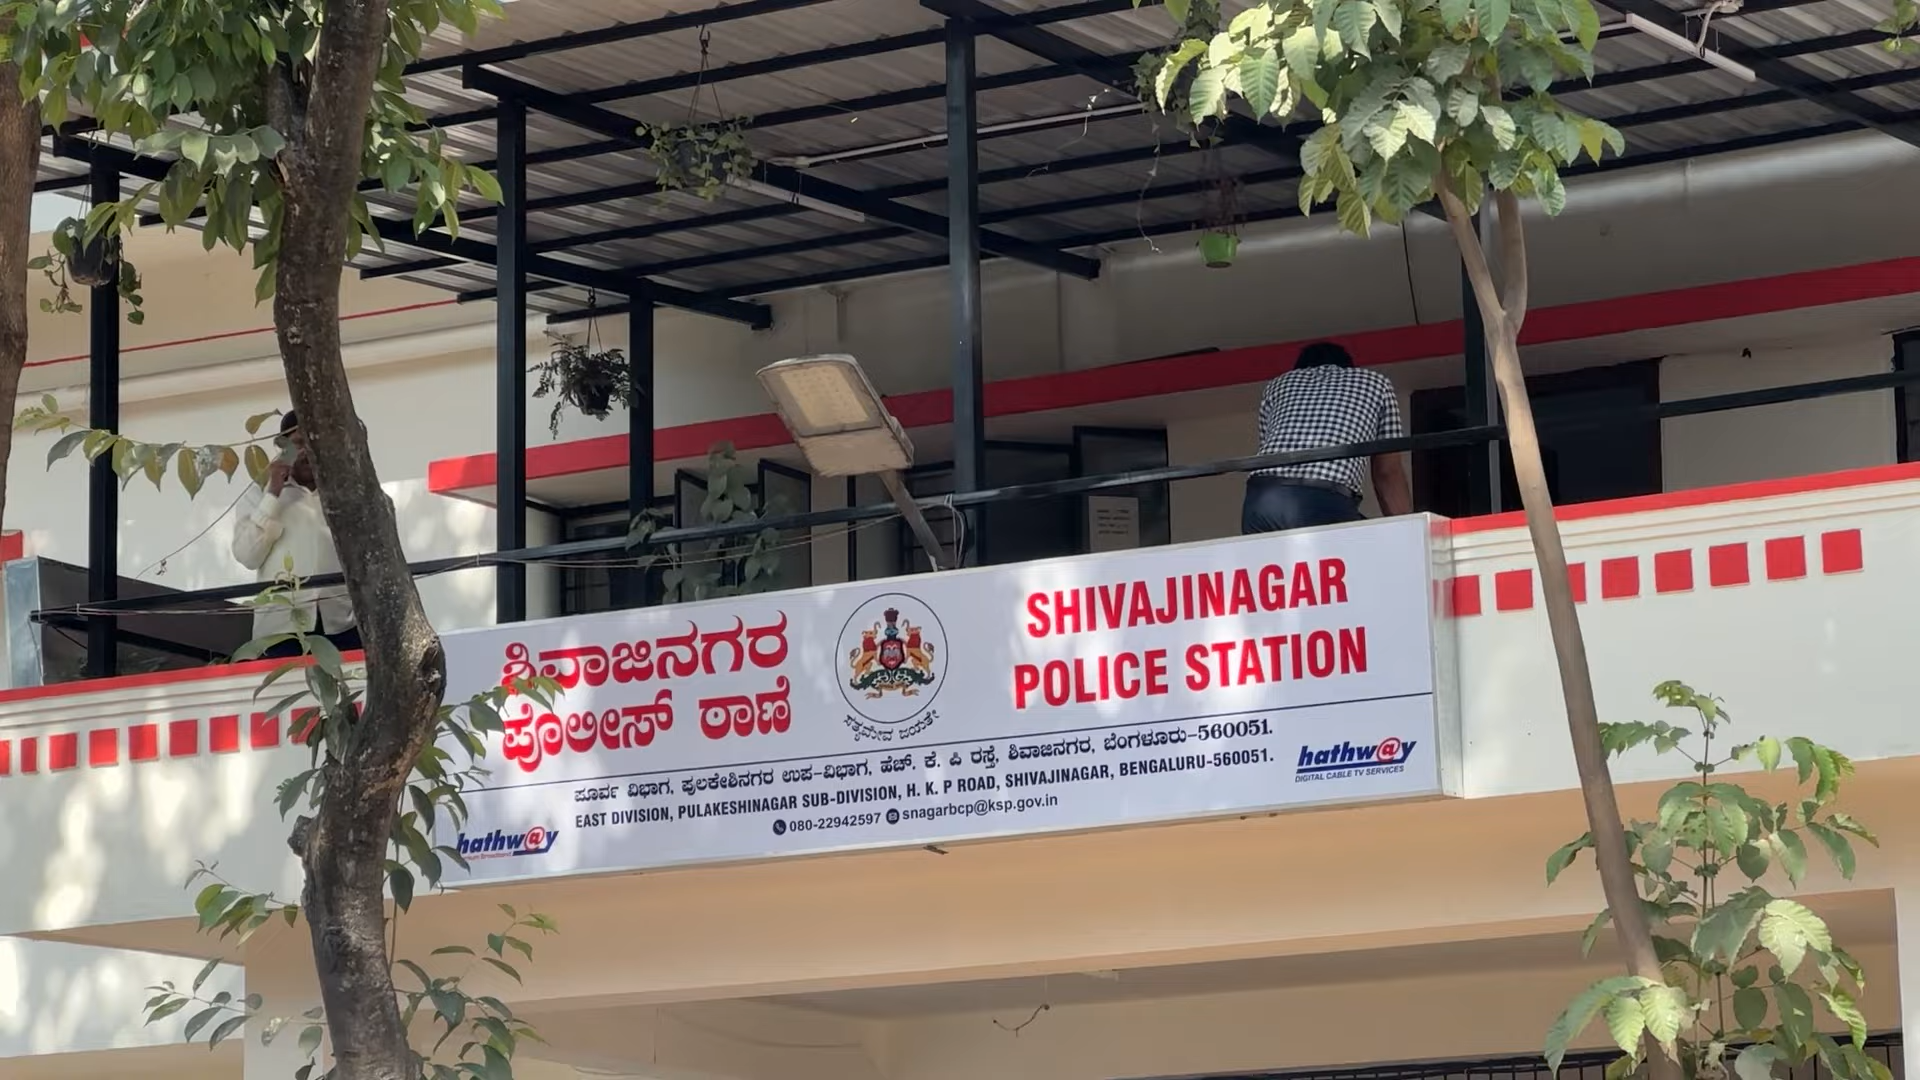 ಶಿವಾಜಿನಗರ
ಪೊಲೀಸ್ ಠಾಣೆ
ಸತ್ಯಮೇವ ಜಯತೇ
SHIVAJINAGAR
POLICE STATION
ಪೂರ್ವ ವಿಭಾಗ, ಪುಲಕೇಶಿನಗರ ಉಪ-ವಿಭಾಗ, ಹೆಚ್. ಕೆ. ಪಿ ರಸ್ತೆ, ಶಿವಾಜಿನಗರ, ಬೆಂಗಳೂರು-560051.
EAST DIVISION, PULAKESHINAGAR SUB-DIVISION, H. K. P ROAD, SHIVAJINAGAR, BENGALURU-560051.
080-22942597 snagarbcp@ksp.gov.in
hathw@y
hathw@y
DIGITAL CABLE TV SERVICES